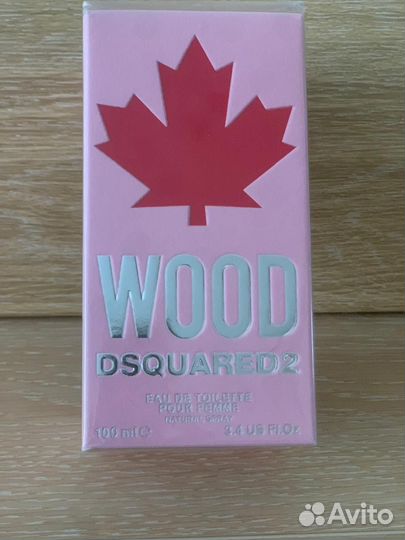 WOOD
DSQUARED2
EAU DE TOILETTE
POUR FEMME
NATURAL SPRAY
100 ml ℮ 3.4 US Fl.Oz
Avito